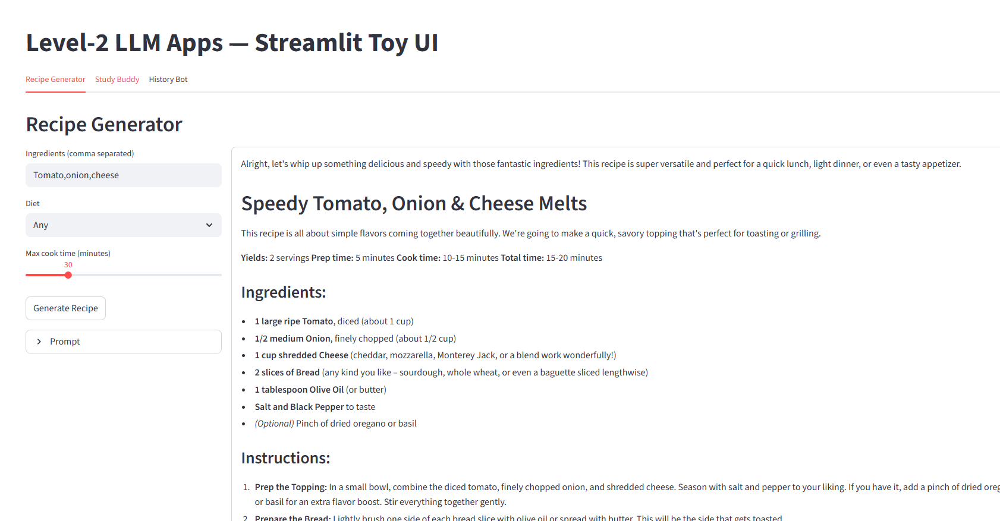 Level-2 LLM Apps — Streamlit Toy UI
Recipe Generator Study Buddy History Bot
Recipe Generator
Ingredients (comma separated)
Tomato,onion,cheese
Diet
Any
Max cook time (minutes)
30
Generate Recipe
Prompt
Alright, let's whip up something delicious and speedy with those fantastic ingredients! This recipe is super versatile and perfect for a quick lunch, light dinner, or even a tasty appetizer.
Speedy Tomato, Onion & Cheese Melts
This recipe is all about simple flavors coming together beautifully. We're going to make a quick, savory topping that's perfect for toasting or grilling.
Yields: 2 servings Prep time: 5 minutes Cook time: 10-15 minutes Total time: 15-20 minutes
Ingredients:
• 1 large ripe Tomato, diced (about 1 cup)
• 1/2 medium Onion, finely chopped (about 1/2 cup)
• 1 cup shredded Cheese (cheddar, mozzarella, Monterey Jack, or a blend work wonderfully!)
• 2 slices of Bread (any kind you like – sourdough, whole wheat, or even a baguette sliced lengthwise)
• 1 tablespoon Olive Oil (or butter)
• Salt and Black Pepper to taste
• (Optional) Pinch of dried oregano or basil
Instructions:
1. Prep the Topping: In a small bowl, combine the diced tomato, finely chopped onion, and shredded cheese. Season with salt and pepper to your liking. If you have it, add a pinch of dried
or basil for an extra flavor boost. Stir everything together gently.
2. Prepare the Bread: Lightly brush one side of each bread slice with olive oil or spread with butter. This will be the side that gets toasted.